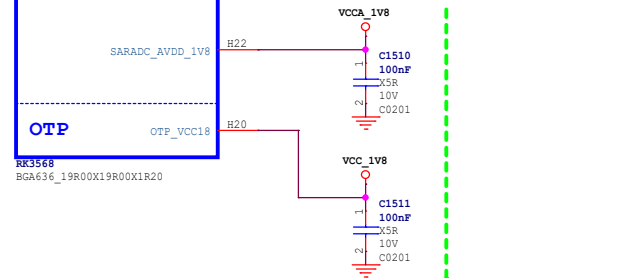 VCCA_1V8
SARADC_AVDD_1V8
H22
1
2
C1510
100nF
X5R
10V
C0201
OTP
OTP_VCC18
H20
RK3568
BGA636_19R00X19R00X1R20
VCC_1V8
1
2
C1511
100nF
X5R
10V
C0201